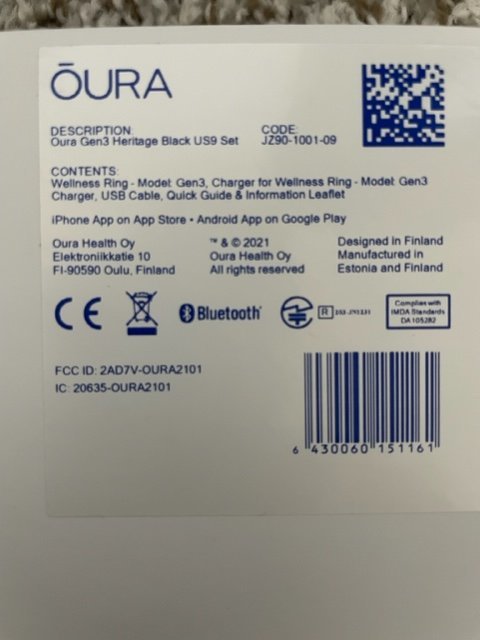 ŌURA
DESCRIPTION:
Oura Gen3 Heritage Black US9 Set
CODE:
JZ90-1001-09
CONTENTS:
Wellness Ring - Model: Gen3, Charger for Wellness Ring - Model: Gen3
Charger, USB Cable, Quick Guide & Information Leaflet
iPhone App on App Store • Android App on Google Play
Oura Health Oy
Elektroniikkatie 10
FI-90590 Oulu, Finland
™ & © 2021
Oura Health Oy
All rights reserved
Designed in Finland
Manufactured in
Estonia and Finland
CE
Bluetooth®
R
Complies with
IMDA Standards
DA105282
FCC ID: 2AD7V-OURA2101
IC: 20635-OURA2101
6 430060 151161